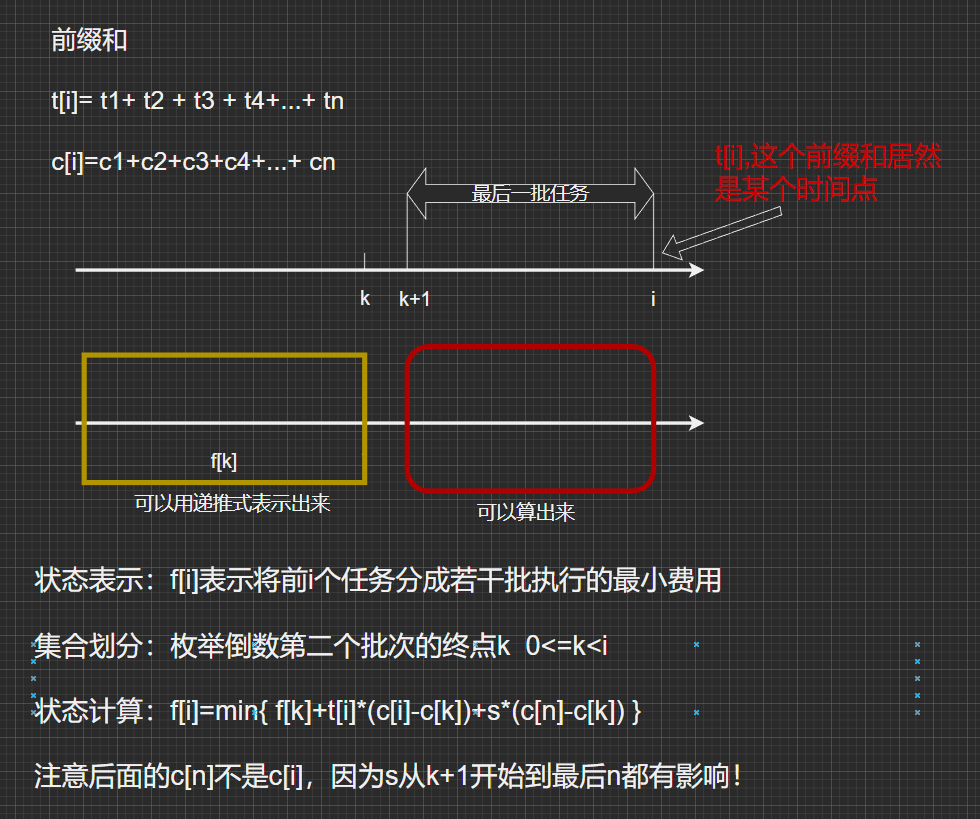 前缀和
t[i]= t1+ t2 + t3 + t4+...+ tn
c[i]=c1+c2+c3+c4+...+ cn
t[i],这个前缀和居然
是某个时间点
最后一批任务
k
k+1
i
f[k]
可以用递推式表示出来
可以算出来
状态表示：f[i]表示将前i个任务分成若干批执行的最小费用
集合划分：枚举倒数第二个批次的终点k  0<=k<i
状态计算：f[i]=min{ f[k]+t[i]*(c[i]-c[k])+s*(c[n]-c[k]) }
注意后面的c[n]不是c[i]，因为s从k+1开始到最后n都有影响！